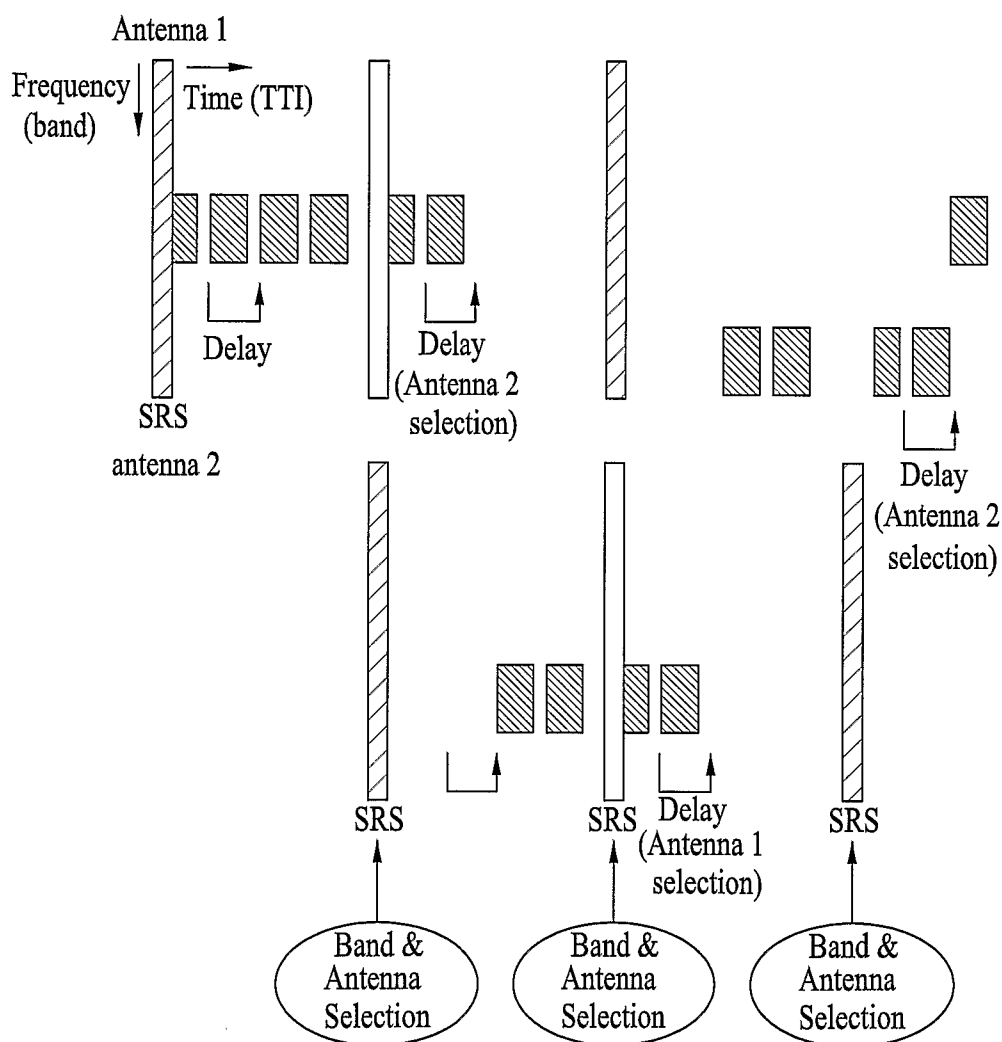 Antenna 1
Frequency
(band)
Time (TTI)
Delay
Delay
(Antenna 2
selection)
SRS
antenna 2
Delay
(Antenna 2
selection)
SRS
SRS
Delay
(Antenna 1
selection)
SRS
Band &
Antenna
Selection
Band &
Antenna
Selection
Band &
Antenna
Selection